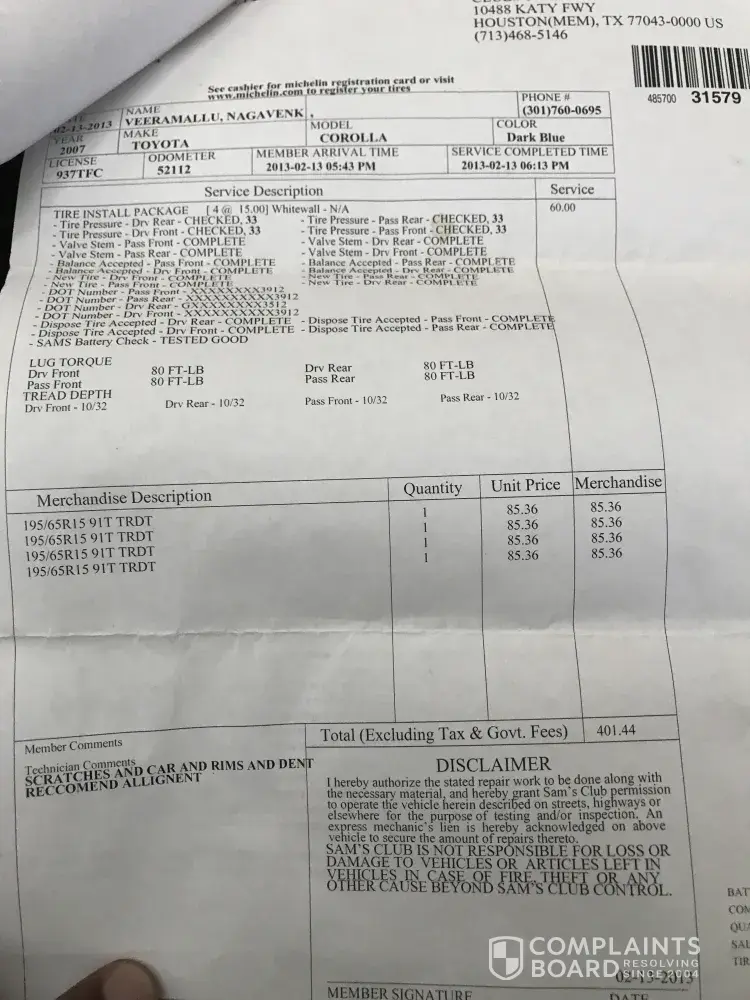 10488 KATY FWY
HOUSTON(MEM), TX 77043-0000 US
(713)468-5146
485700 31579
See cashier for michelin registration card or visit
www.michelin.com to register your tires
NAME
VEERAMALLU, NAGAVENK ,
PHONE #
(301)760-0695
02-13-2013
YEAR
2007
MAKE
TOYOTA
MODEL
COROLLA
COLOR
Dark Blue
LICENSE
937TFC
ODOMETER
52112
MEMBER ARRIVAL TIME
2013-02-13 05:43 PM
SERVICE COMPLETED TIME
2013-02-13 06:13 PM
Service Description Service
TIRE INSTALL PACKAGE [ 4 @ 15.00] Whitewall - N/A 60.00
- Tire Pressure - Drv Rear - CHECKED, 33 - Tire Pressure - Pass Rear - CHECKED, 33
- Tire Pressure - Drv Front - CHECKED, 33 - Tire Pressure - Pass Front - CHECKED, 33
- Valve Stem - Pass Front - COMPLETE - Valve Stem - Drv Rear - COMPLETE
- Valve Stem - Pass Rear - COMPLETE - Valve Stem - Drv Front - COMPLETE
- Balance Accepted - Pass Front - COMPLETE - Balance Accepted - Pass Rear - COMPLETE
- Balance Accepted - Drv Front - COMPLETE - Balance Accepted - Drv Rear - COMPLETE
- New Tire - Drv Front - COMPLETE - New Tire - Pass Rear - COMPLETE
- New Tire - Pass Front - COMPLETE - New Tire - Drv Rear - COMPLETE
- DOT Number - Pass Front - XXXXXXXXX3912
- DOT Number - Pass Rear - XXXXXXXXXX3912
- DOT Number - Drv Rear - GXXXXXXXX3512
- DOT Number - Drv Front - XXXXXXXXXX3912
- Dispose Tire Accepted - Drv Rear - COMPLETE - Dispose Tire Accepted - Pass Front - COMPLETE
- Dispose Tire Accepted - Drv Front - COMPLETE - Dispose Tire Accepted - Pass Rear - COMPLETE
- SAMS Battery Check - TESTED GOOD
LUG TORQUE
Drv Front 80 FT-LB Drv Rear 80 FT-LB
Pass Front 80 FT-LB Pass Rear 80 FT-LB
TREAD DEPTH
Drv Front - 10/32 Drv Rear - 10/32 Pass Front - 10/32 Pass Rear - 10/32
Merchandise Description Quantity Unit Price Merchandise
195/65R15 91T TRDT 1 85.36 85.36
195/65R15 91T TRDT 1 85.36 85.36
195/65R15 91T TRDT 1 85.36 85.36
195/65R15 91T TRDT 1 85.36 85.36
Total (Excluding Tax & Govt. Fees) 401.44
Member Comments
Technician Comments
SCRATCHES AND CAR AND RIMS AND DENT
RECCOMEND ALLIGNENT
DISCLAIMER
I hereby authorize the stated repair work to be done along with
the necessary material, and hereby grant Sam's Club permission
to operate the vehicle herein described on streets, highways or
elsewhere for the purpose of testing and/or inspection. An
express mechanic's lien is hereby acknowledged on above
vehicle to secure the amount of repairs thereto.
SAM'S CLUB IS NOT RESPONSIBLE FOR LOSS OR
DAMAGE TO VEHICLES OR ARTICLES LEFT IN
VEHICLES IN CASE OF FIRE, THEFT OR ANY
OTHER CAUSE BEYOND SAM'S CLUB CONTROL.
02-13-2013
MEMBER SIGNATURE DATE
BAT
COM
QUA
SAL
TIR
COMPLAINTS
BOARD RESOLVING
SINCE 2004